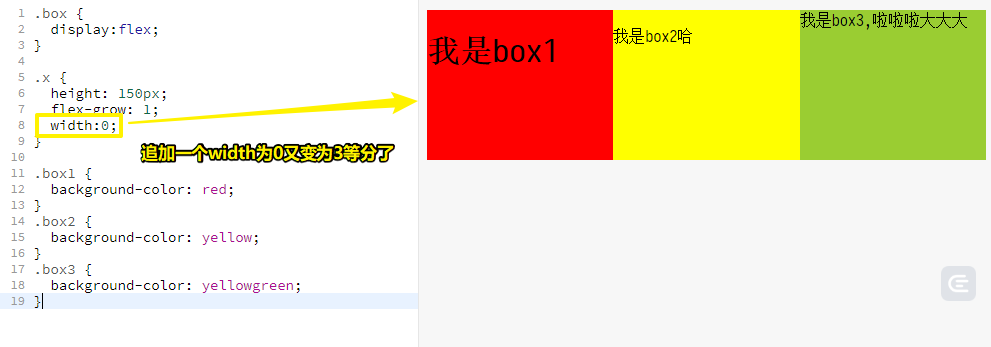 1 .box {
2 display:flex;
3 }
4
5 .x {
6 height: 150px;
7 flex-grow: 1;
8 width:0;
9 }
10
11 .box1 {
12 background-color: red;
13 }
14 .box2 {
15 background-color: yellow;
16 }
17 .box3 {
18 background-color: yellowgreen;
19 }
追加一个width为0又变为3等分了
我是box1
我是box2哈
我是box3,啦啦啦大大大